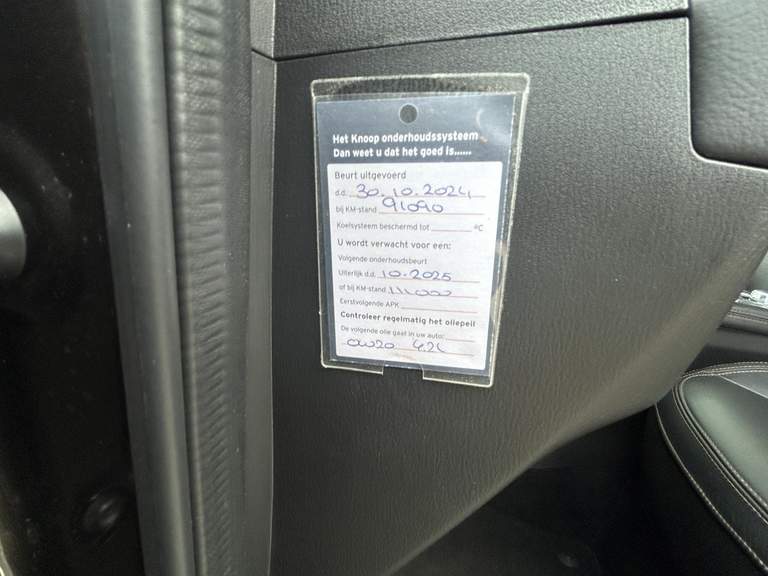 Het Knoop onderhoudssysteem
Dan weet u dat het goed is......
Beurt uitgevoerd
d.d. 30.10.2024
bij KM-stand 91090
Koelsysteem beschermd tot ºC
U wordt verwacht voor een:
Volgende onderhoudsbeurt
Uiterlijk d.d. 10-2025
of bij KM-stand 111.000
Eerstvolgende APK
Controleer regelmatig het oliepeil
De volgende olie gaat in uw auto:
0W20 4.2L